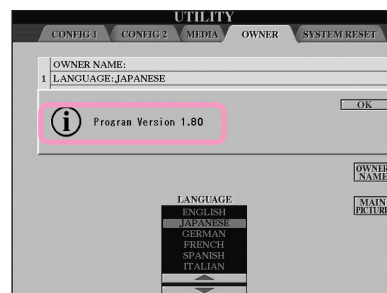 UTILITY
CONFIG 1 CONFIG 2 MEDIA OWNER SYSTEM RESET
OWNER NAME:
1 LANGUAGE: JAPANESE
OK
Program Version 1.80
OWNER
NAME
MAIN
PICTURE
LANGUAGE
ENGLISH
JAPANESE
GERMAN
FRENCH
SPANISH
ITALIAN